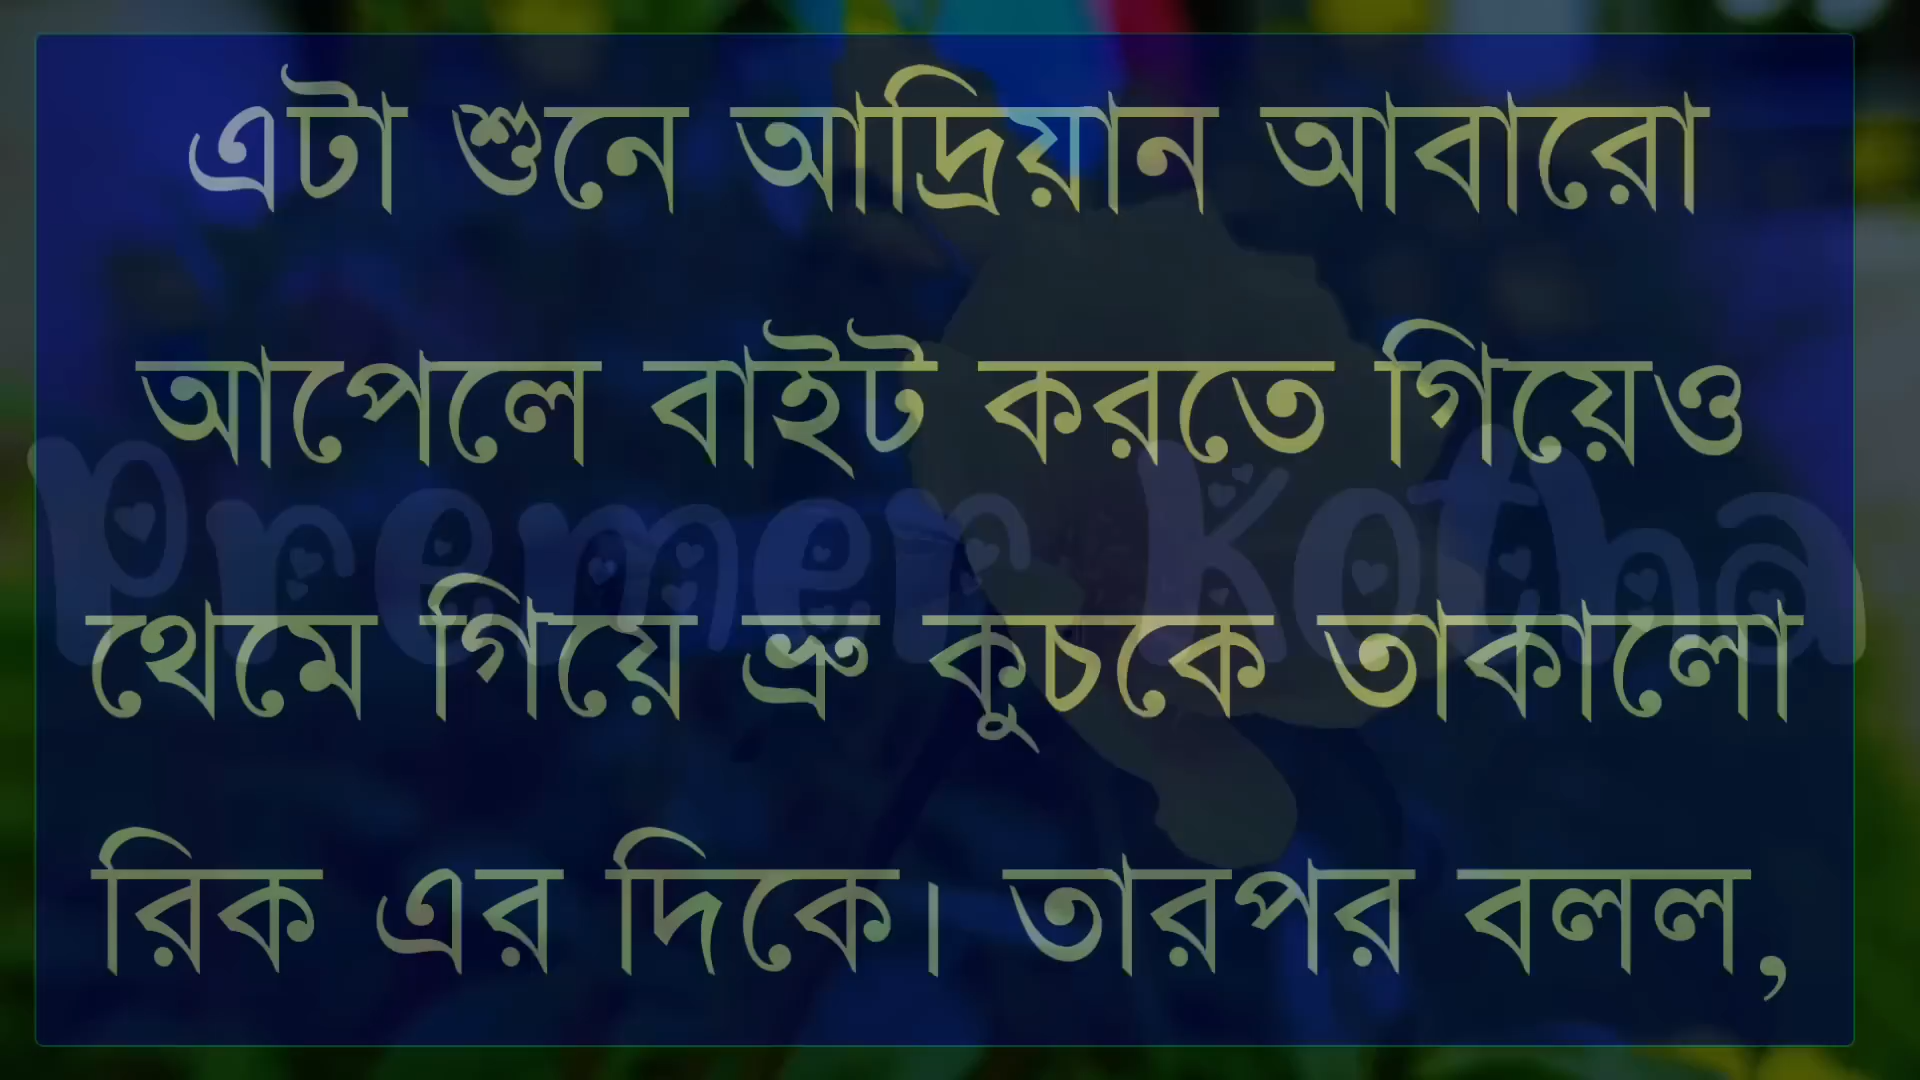 এটা শুনে আদ্রিয়ান আবারো
আপেলে বাইট করতে গিয়েও
Premer Kotha
থেমে গিয়ে ভ্রু কুচকে তাকালো
রিক এর দিকে। তারপর বলল,